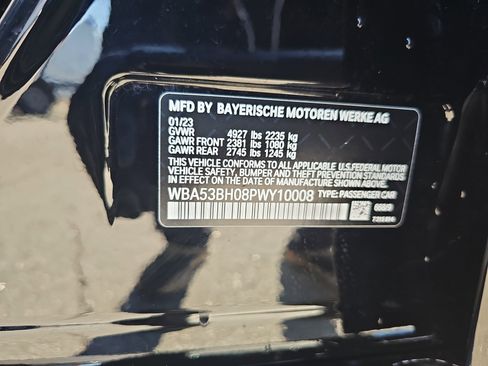 MFD BY BAYERISCHE MOTOREN WERKE AG
01/23
GVWR 4927 lbs 2235 kg
GAWR FRONT 2381 lbs 1080 kg
GAWR REAR 2745 lbs 1245 kg
THIS VEHICLE CONFORMS TO ALL APPLICABLE U.S. FEDERAL MOTOR
VEHICLE SAFETY, BUMPER AND THEFT PREVENTION STANDARDS
IN EFFECT ON THE DATE OF MANUFACTURE SHOWN ABOVE.
WBA53BH08PWY10008 TYPE: PASSENGER CAR